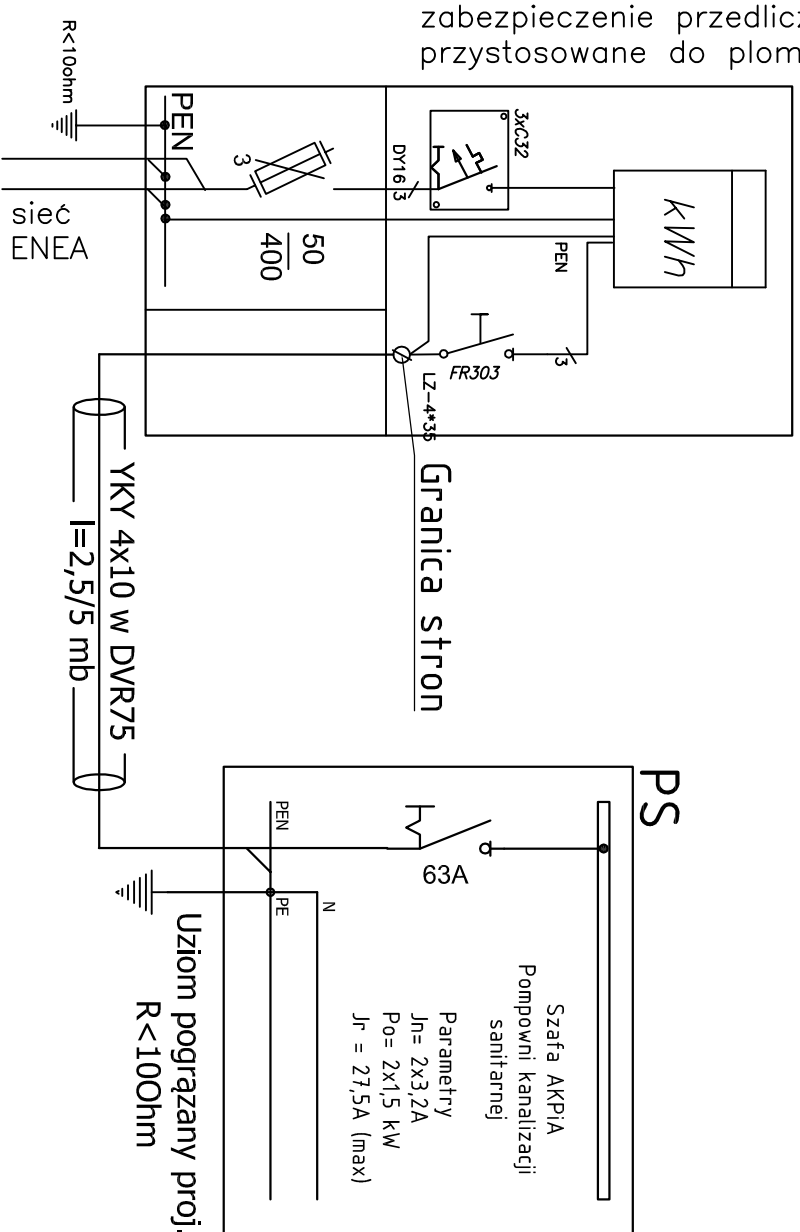 zabezpieczenie
przystosowane do
R<10ohm
PEN
3
50
400
sieć
ENEA
DY16
3
3xC32
kWh
PEN
3
FR303
LZ-4*35
Granica stron
YKY 4x10 w DVR75
l=2,5/5 mb
PS
PEN
63A
PE
N
Uziom pogrązany proj.
R<10Ohm
Szafa AKPiA
Pompowni kanalizacji
sanitarnej
Parametry
Jn= 2x3,2A
Po= 2x1,5 kW
Jr = 27,5A (max)